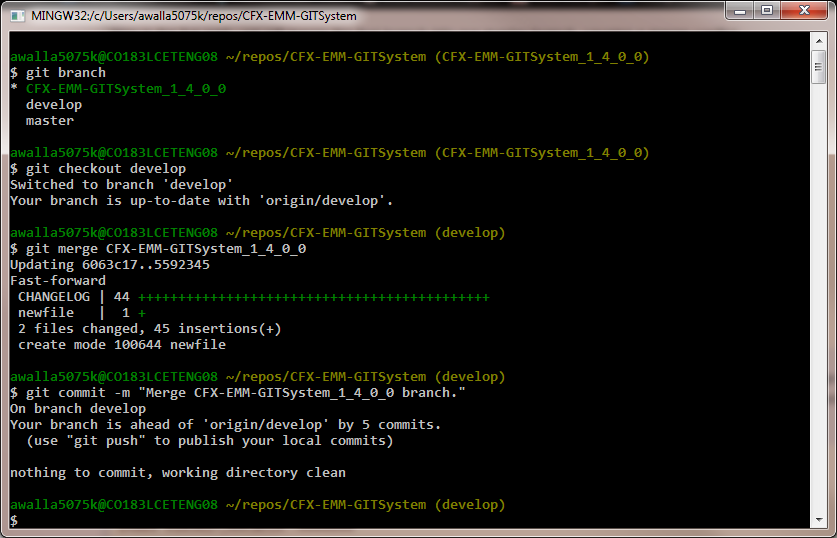 MINGW32:/c/Users/awalla5075k/repos/CFX-EMM-GITSystem
awalla5075k@CO183LCETENG08 ~/repos/CFX-EMM-GITSystem (CFX-EMM-GITSystem_1_4_0_0)
$ git branch
* CFX-EMM-GITSystem_1_4_0_0
  develop
  master
awalla5075k@CO183LCETENG08 ~/repos/CFX-EMM-GITSystem (CFX-EMM-GITSystem_1_4_0_0)
$ git checkout develop
Switched to branch 'develop'
Your branch is up-to-date with 'origin/develop'.
awalla5075k@CO183LCETENG08 ~/repos/CFX-EMM-GITSystem (develop)
$ git merge CFX-EMM-GITSystem_1_4_0_0
Updating 6063c17..5592345
Fast-forward
 CHANGELOG | 44 ++++++++++++++++++++++++++++++++++++++++++++
 newfile   |  1 +
 2 files changed, 45 insertions(+)
 create mode 100644 newfile
awalla5075k@CO183LCETENG08 ~/repos/CFX-EMM-GITSystem (develop)
$ git commit -m "Merge CFX-EMM-GITSystem_1_4_0_0 branch."
On branch develop
Your branch is ahead of 'origin/develop' by 5 commits.
  (use "git push" to publish your local commits)
nothing to commit, working directory clean
awalla5075k@CO183LCETENG08 ~/repos/CFX-EMM-GITSystem (develop)
$